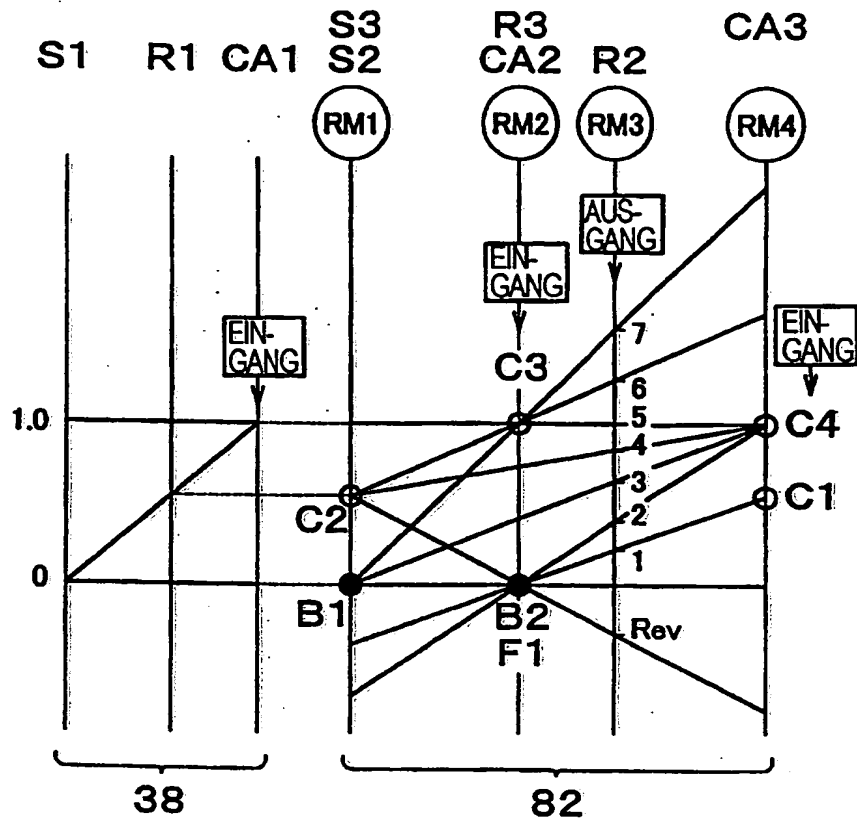 S3 R3 CA3
S1 R1 CA1 S2 CA2 R2
RM1 RM2 RM3 RM4
AUS-
GANG
EIN-
GANG
EIN-
GANG
EIN-
GANG
7
6
C3
1.0
5
C4
4
3
C2
C1
2
1
0
B1
B2
F1
Rev
38
82